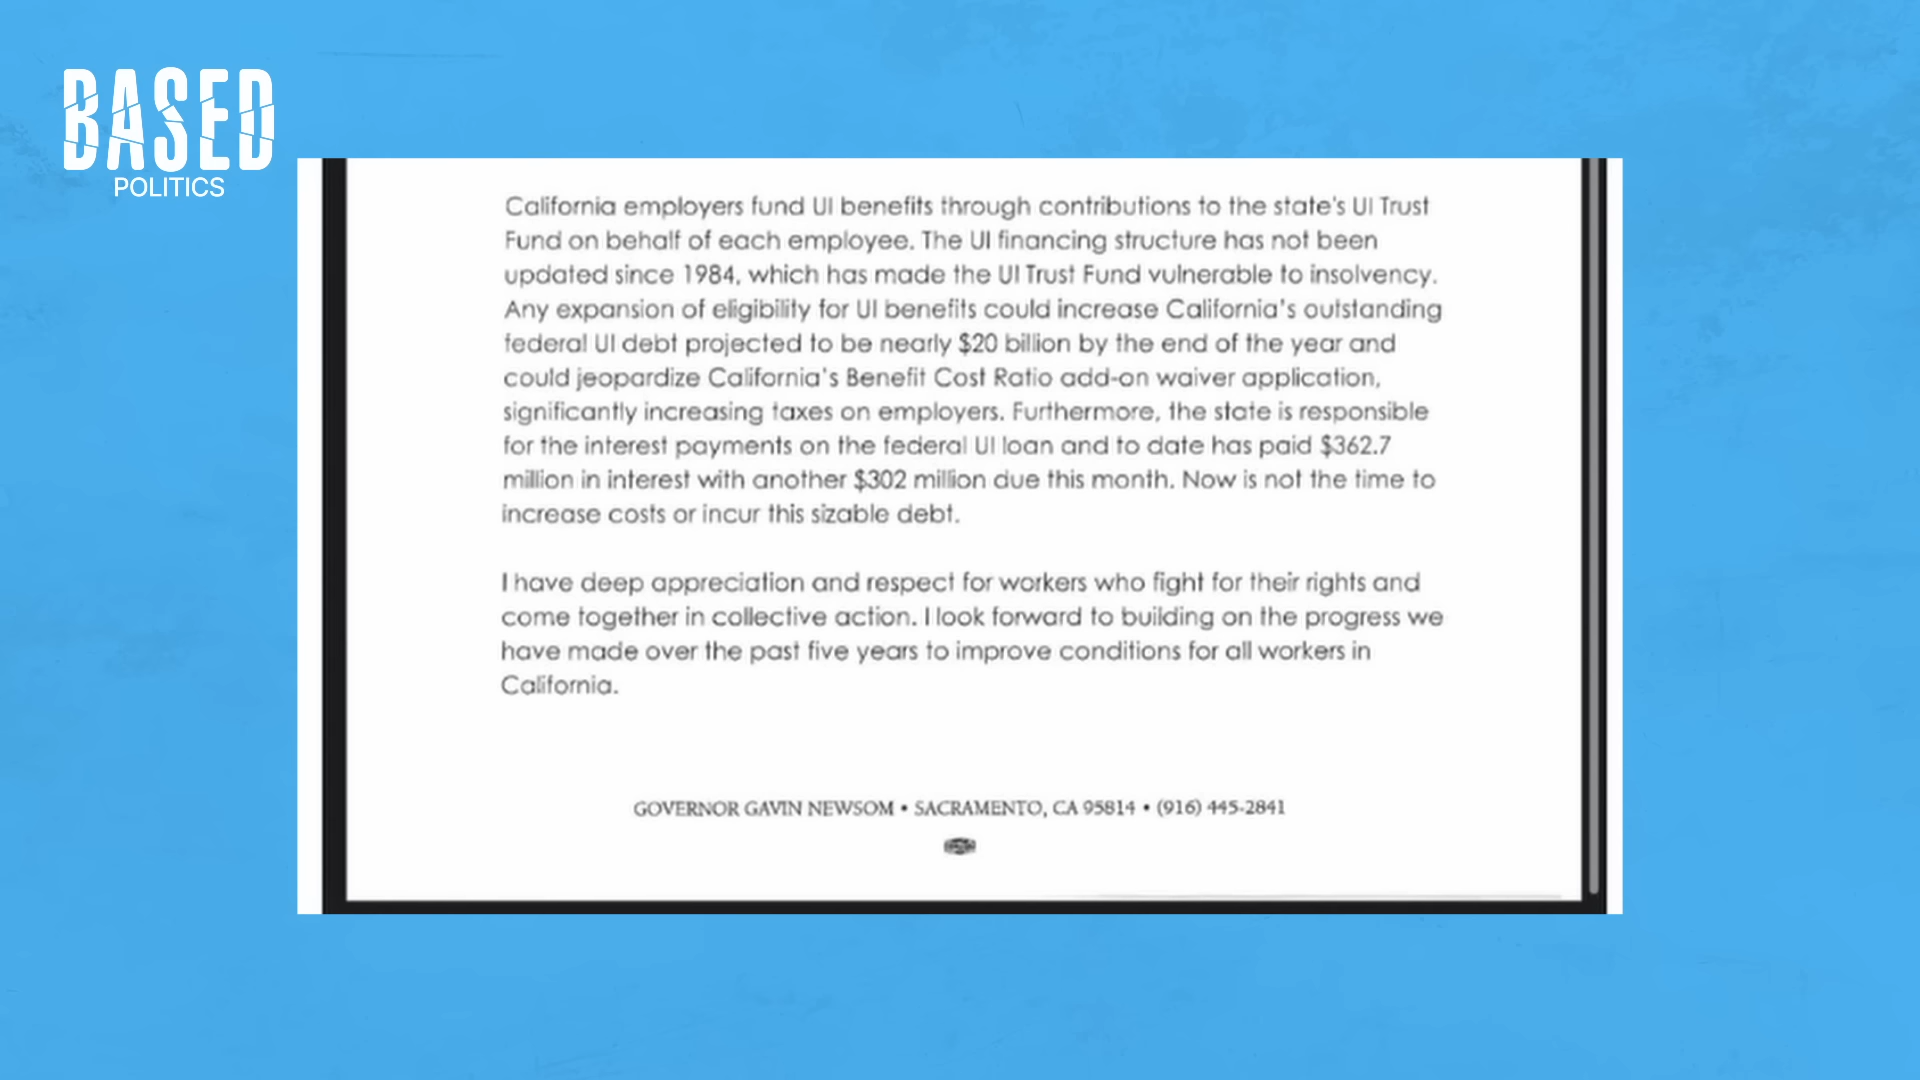 BASED
POLITICS
California employers fund UI benefits through contributions to the state's UI Trust
Fund on behalf of each employee. The UI financing structure has not been
updated since 1984, which has made the UI Trust Fund vulnerable to insolvency.
Any expansion of eligibility for UI benefits could increase California's outstanding
federal UI debt projected to be nearly $20 billion by the end of the year and
could jeopardize California's Benefit Cost Ratio add-on waiver application,
significantly increasing taxes on employers. Furthermore, the state is responsible
for the interest payments on the federal UI loan and to date has paid $362.7
million in interest with another $302 million due this month. Now is not the time to
increase costs or incur this sizable debt.
I have deep appreciation and respect for workers who fight for their rights and
come together in collective action. I look forward to building on the progress we
have made over the past five years to improve conditions for all workers in
California.
GOVERNOR GAVIN NEWSOM • SACRAMENTO, CA 95814 • (916) 445-2841